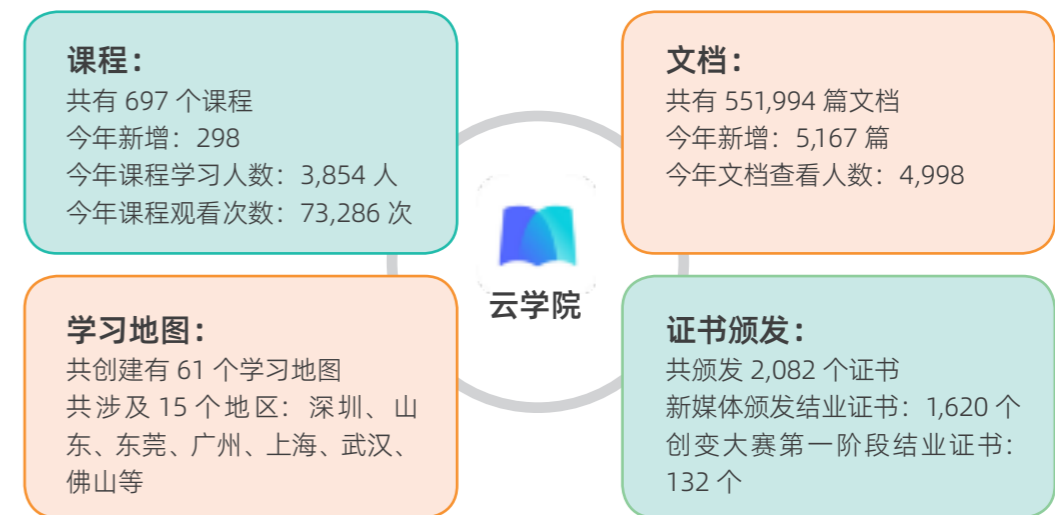 课程：
共有 697 个课程
今年新增：298
今年课程学习人数：3,854 人
今年课程观看次数：73,286 次
文档：
共有 551,994 篇文档
今年新增：5,167 篇
今年文档查看人数：4,998
云学院
学习地图：
共创建有 61 个学习地图
共涉及 15 个地区：深圳、山
东、东莞、广州、上海、武汉、
佛山等
证书颁发：
共颁发 2,082 个证书
新媒体颁发结业证书：1,620 个
创变大赛第一阶段结业证书：
132 个